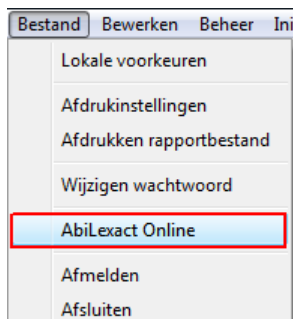 Bestand Bewerken Beheer
Lokale voorkeuren
Afdrukinstellingen
Afdrukken rapportbestand
Wijzigen wachtwoord
AbiLexact Online
Afmelden
Afsluiten